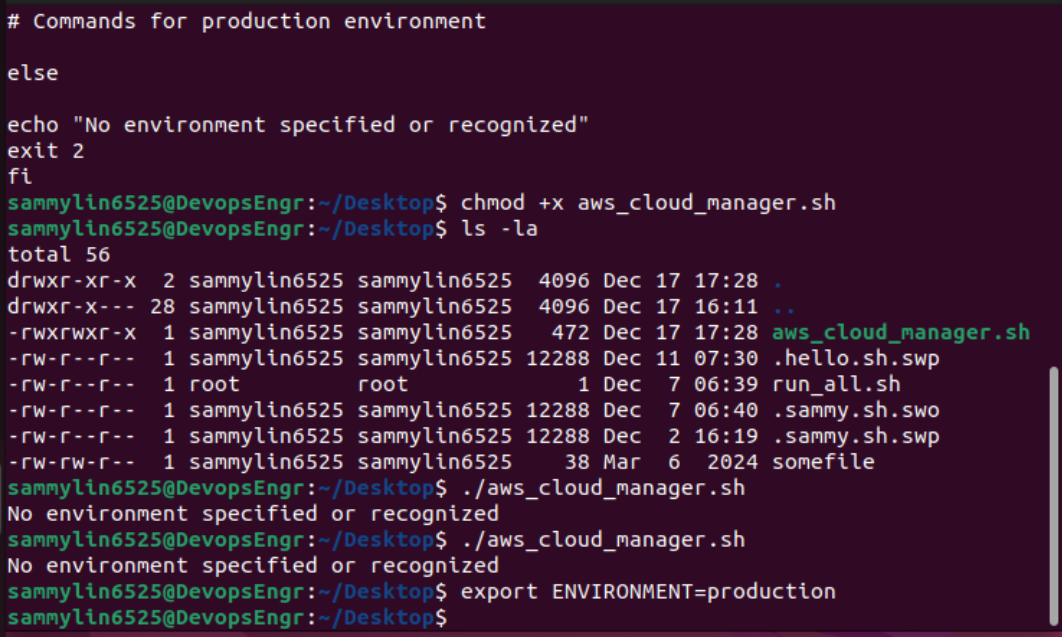 # Commands for production environment
else
echo "No environment specified or recognized"
exit 2
fi
sammylin6525@DevopsEngr:~/Desktop$ chmod +x aws_cloud_manager.sh
sammylin6525@DevopsEngr:~/Desktop$ ls -la
total 56
drwxr-xr-x  2 sammylin6525 sammylin6525  4096 Dec 17 17:28 .
drwxr-x--- 28 sammylin6525 sammylin6525  4096 Dec 17 16:11 ..
-rwxrwxr-x  1 sammylin6525 sammylin6525   472 Dec 17 17:28 aws_cloud_manager.sh
-rw-r--r--  1 sammylin6525 sammylin6525 12288 Dec 11 07:30 .hello.sh.swp
-rw-r--r--  1 root         root             1 Dec  7 06:39 run_all.sh
-rw-r--r--  1 sammylin6525 sammylin6525 12288 Dec  7 06:40 .sammy.sh.swo
-rw-r--r--  1 sammylin6525 sammylin6525 12288 Dec  2 16:19 .sammy.sh.swp
-rw-rw-r--  1 sammylin6525 sammylin6525    38 Mar  6  2024 somefile
sammylin6525@DevopsEngr:~/Desktop$ ./aws_cloud_manager.sh
No environment specified or recognized
sammylin6525@DevopsEngr:~/Desktop$ ./aws_cloud_manager.sh
No environment specified or recognized
sammylin6525@DevopsEngr:~/Desktop$ export ENVIRONMENT=production
sammylin6525@DevopsEngr:~/Desktop$